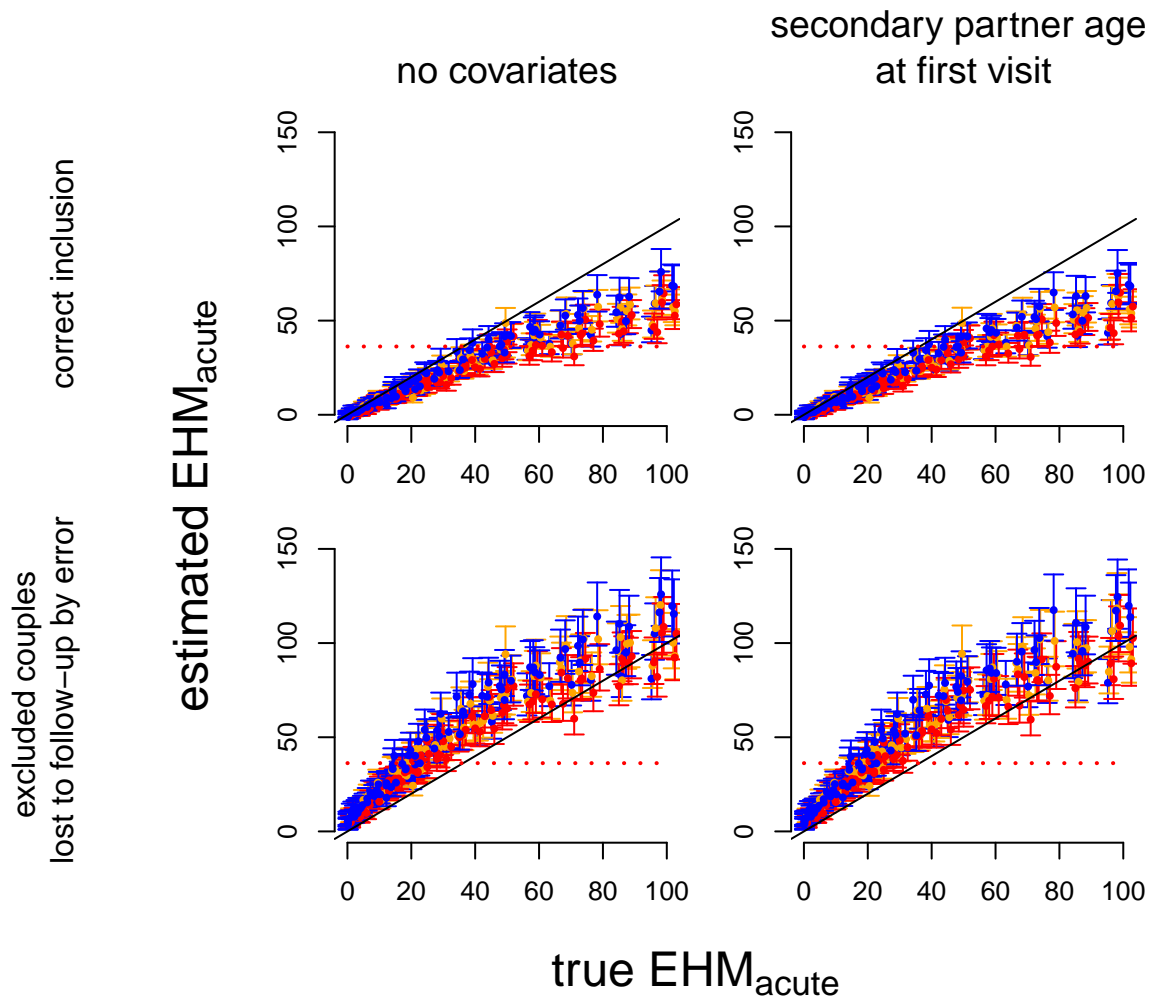 no covariates
secondary partner age
at first visit
correct inclusion
excluded couples
lost to follow−up by error
estimated EHMacute
0 50 100 150
0 20 40 60 80 100
0 50 100 150
0 20 40 60 80 100
0 50 100 150
0 20 40 60 80 100
0 50 100 150
0 20 40 60 80 100
true EHMacute